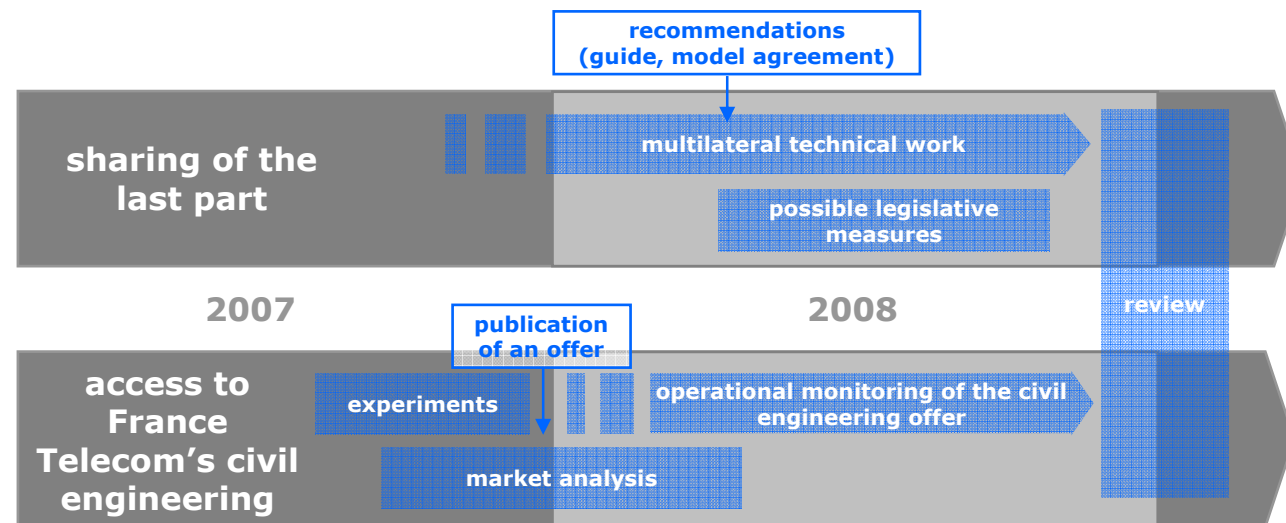 recommendations
(guide, model agreement)
sharing of the
last part
multilateral technical work
possible legislative
measures
2007
2008
review
publication
of an offer
access to
France
Telecom's civil
engineering
experiments
operational monitoring of the civil
engineering offer
market analysis